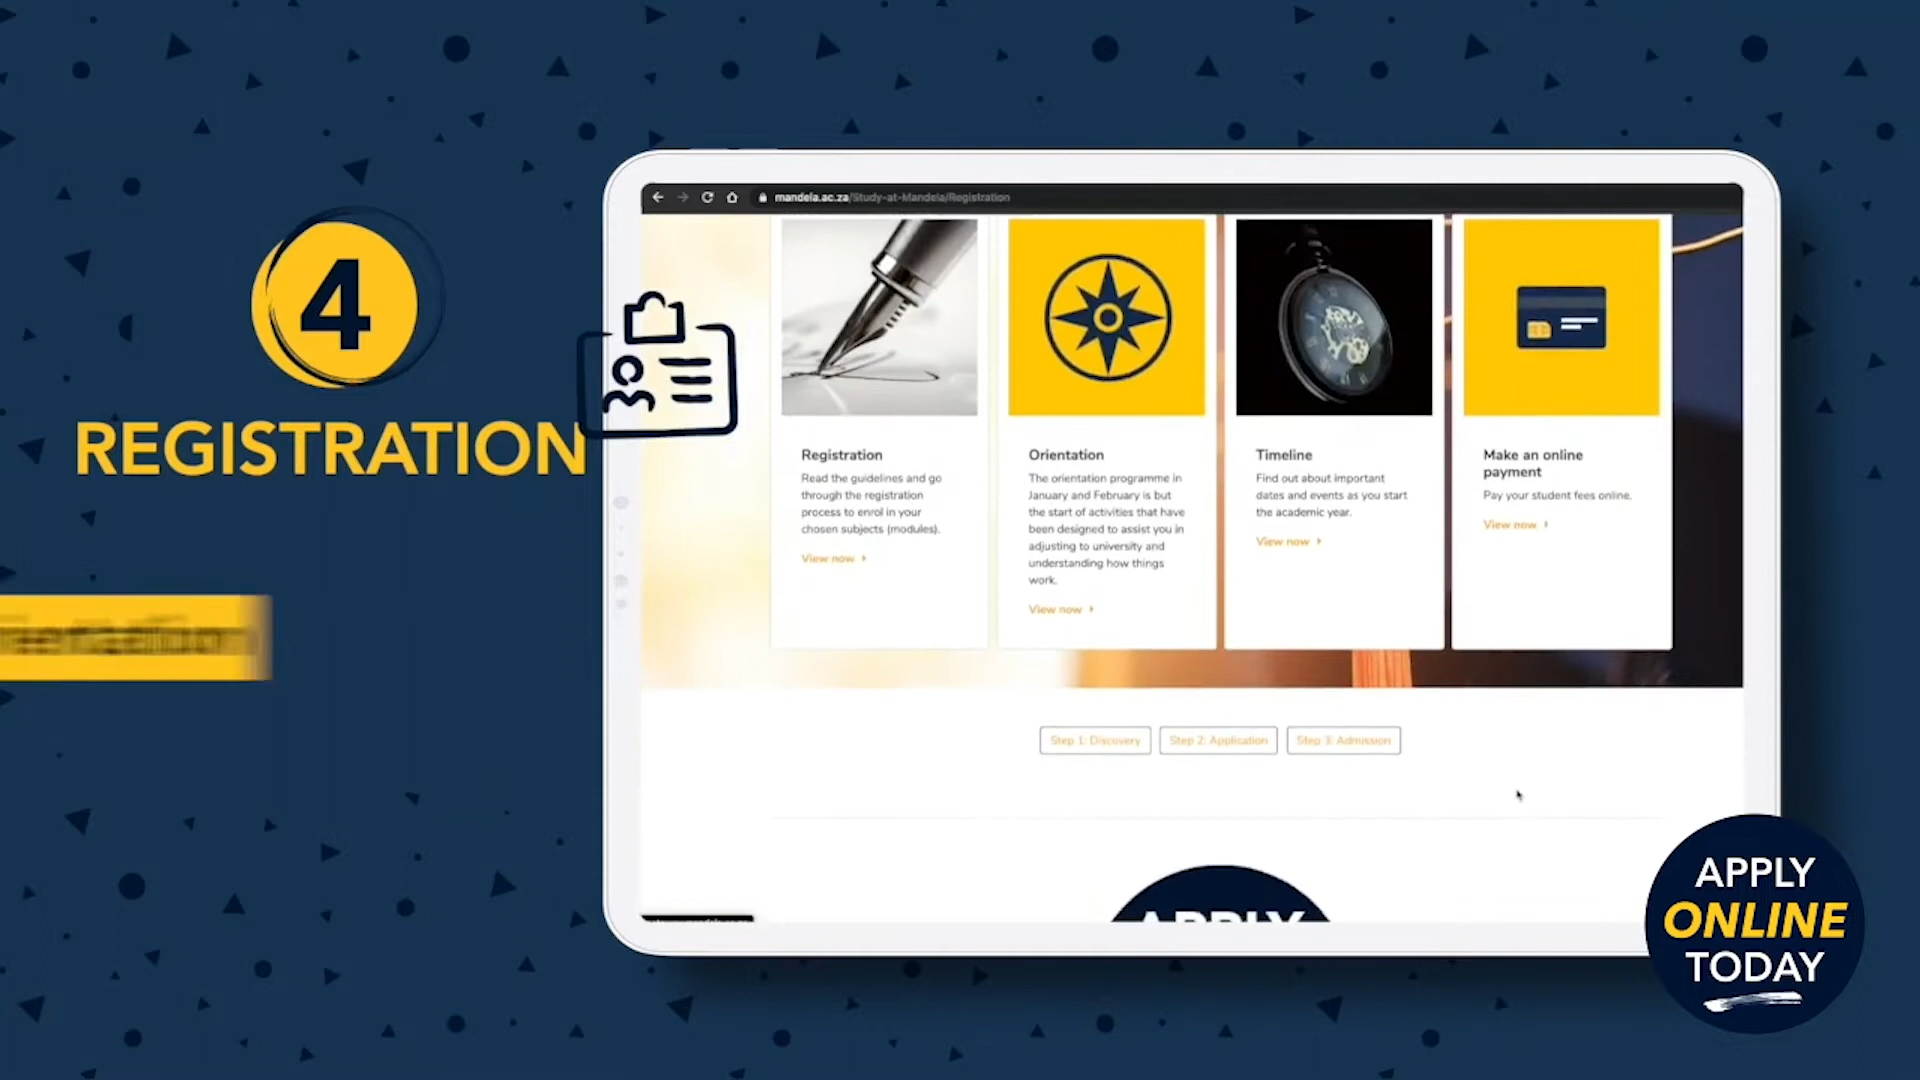 4
REGISTRATION
mandela.ac.za/Study-at-Mandela/Registration
Registration
Read the guidelines and go
through the registration
process to enrol in your
chosen subjects (modules).
View now
Orientation
The orientation programme in
January and February is but
the start of activities that have
been designed to assist you in
adjusting to university and
understanding how things
work.
View now
Timeline
Find out about important
dates and events as you start
the academic year.
View now
Make an online
payment
Pay your student fees online.
View now
Step 1: Discovery
Step 2: Application
Step 3: Admission
APPLY
APPLY
ONLINE
TODAY